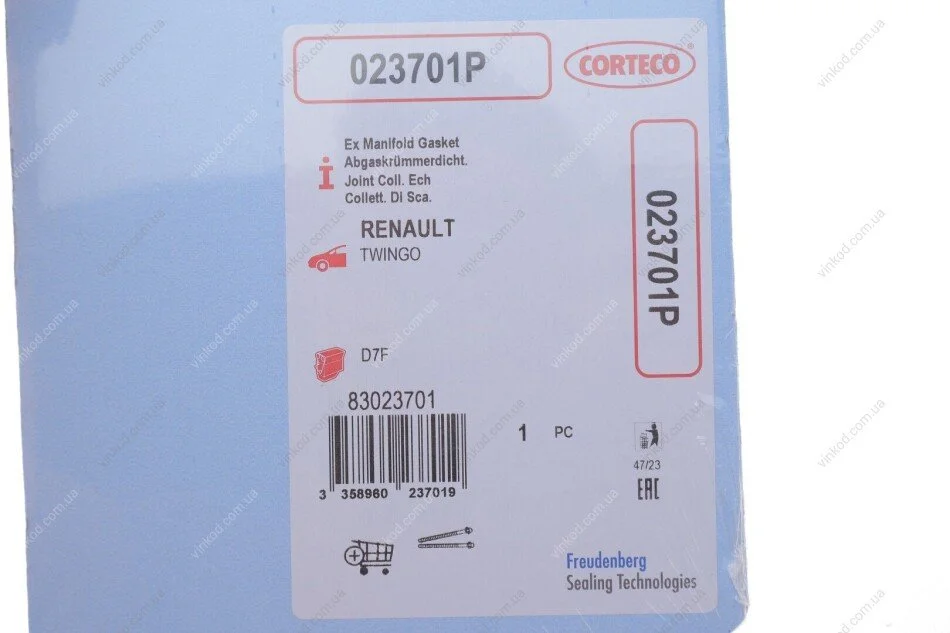 023701P
CORTECO®
Ex Manifold Gasket
Abgaskrümmerdicht.
Joint Coll. Ech
Collett. Di Sca.
RENAULT
TWINGO
023701P
D7F
83023701
3 358960 237019
1 PC
47/23
EAC
Freudenberg
Sealing Technologies
vinkod.com.ua